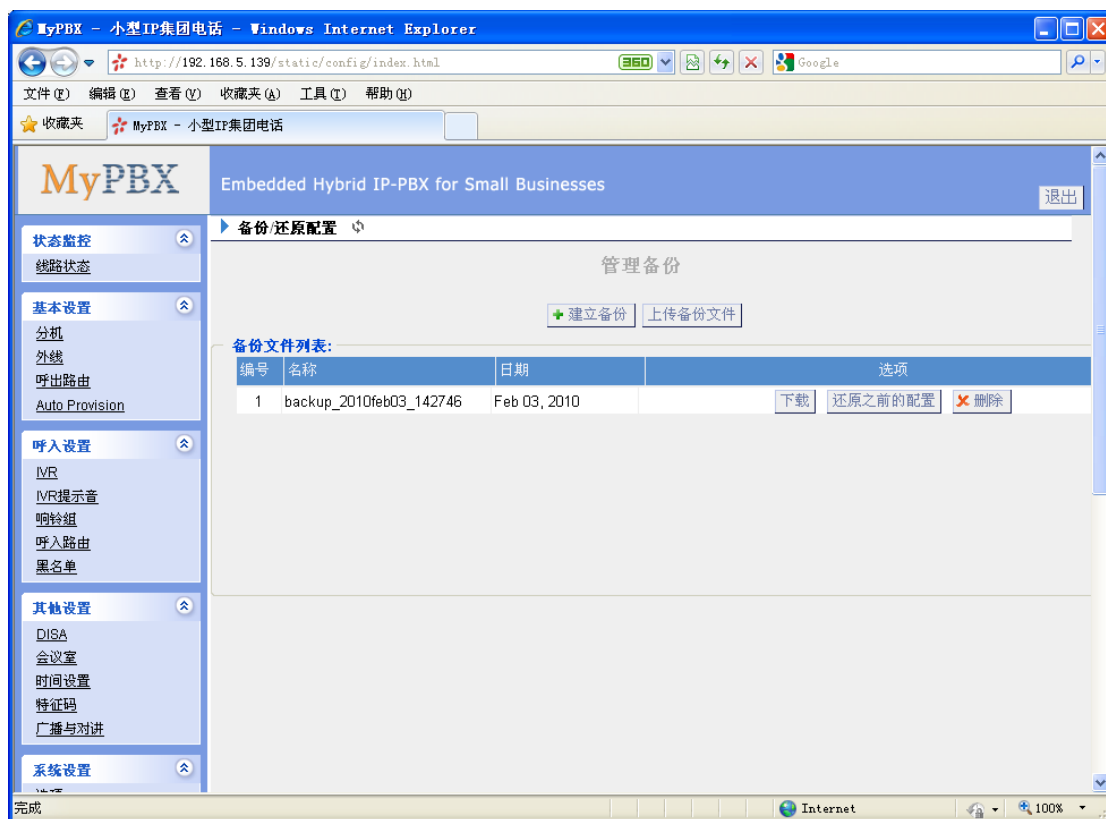 MyPBX - 小型IP集团电话 - Windows Internet Explorer
http://192.168.5.139/static/config/index.html
360
Google
文件(F) 编辑(E) 查看(V) 收藏夹(A) 工具(T) 帮助(H)
收藏夹
MyPBX - 小型IP集团电话
MyPBX
Embedded Hybrid IP-PBX for Small Businesses
退出
状态监控
线路状态
基本设置
分机
外线
呼出路由
Auto Provision
呼入设置
IVR
IVR提示音
响铃组
呼入路由
黑名单
其他设置
DISA
会议室
时间设置
特征码
广播与对讲
系统设置
备份/还原配置
管理备份
建立备份 上传备份文件
备份文件列表:
编号 名称 日期 选项
1 backup_2010feb03_142746 Feb 03, 2010 下载 还原之前的配置 删除
完成
Internet
100%